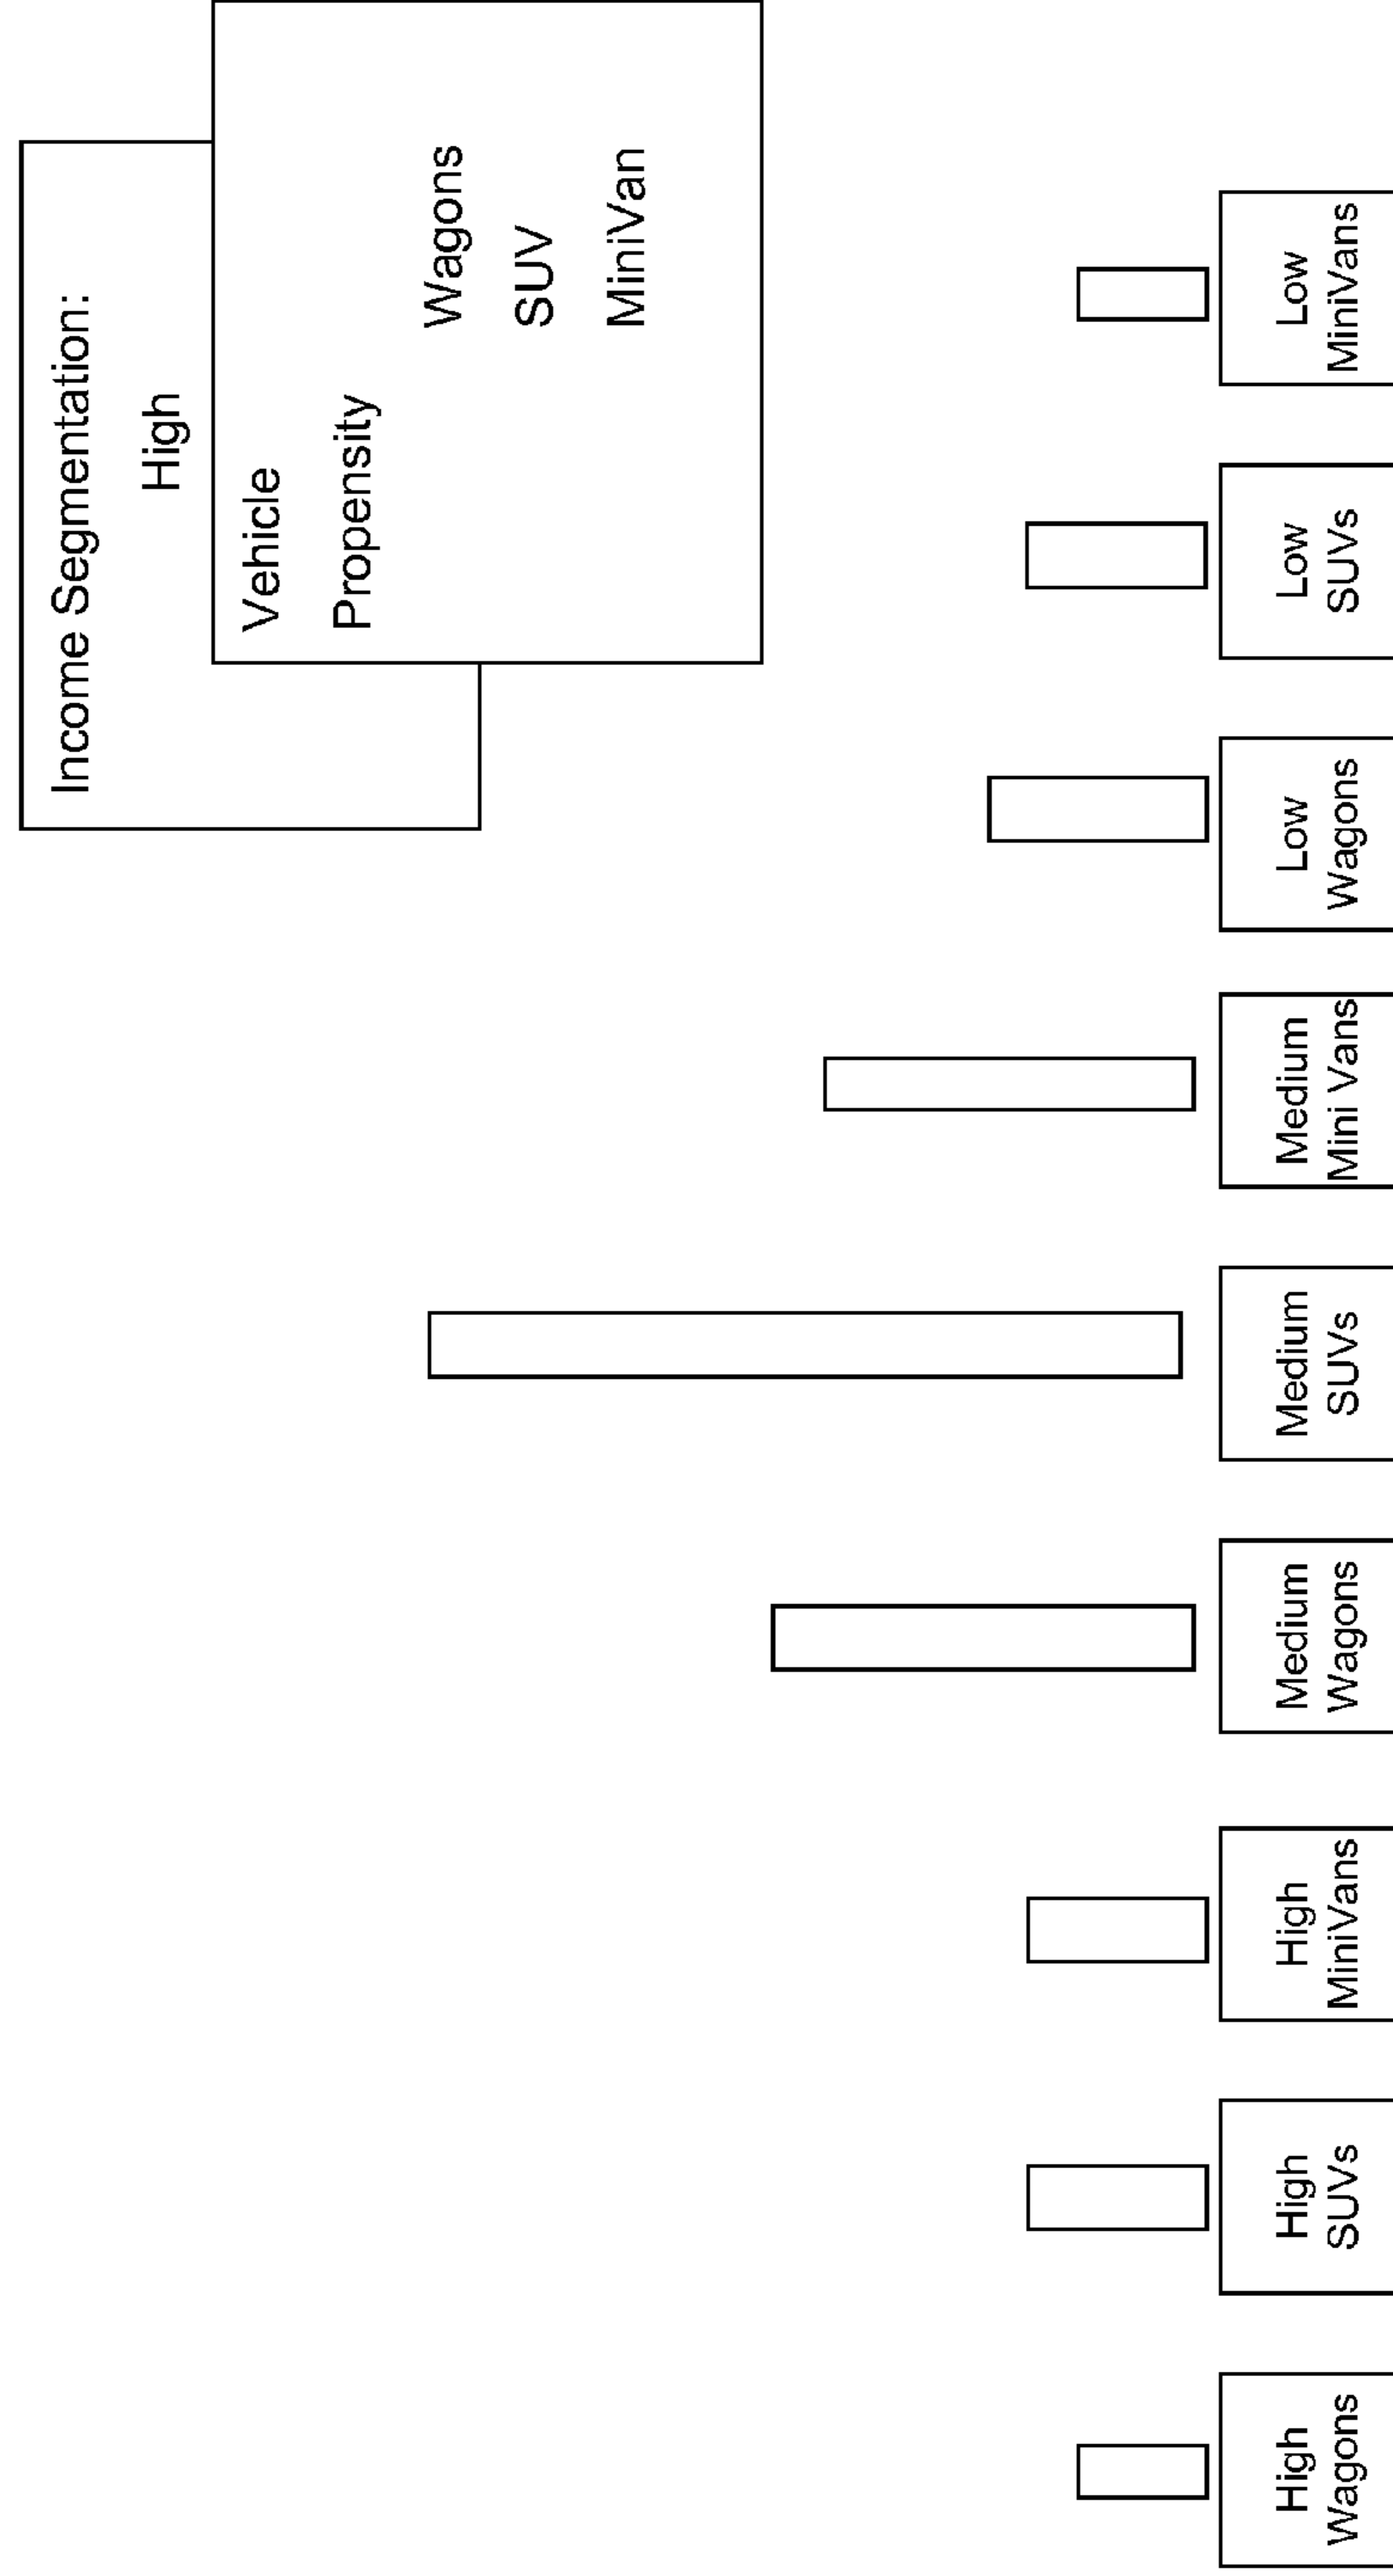 Income Segmentation:
High
Vehicle
Propensity
Wagons
SUV
MiniVan
High
Wagons
High
SUVs
High
MiniVans
Medium
Wagons
Medium
SUVs
Medium
Mini Vans
Low
Wagons
Low
SUVs
Low
MiniVans